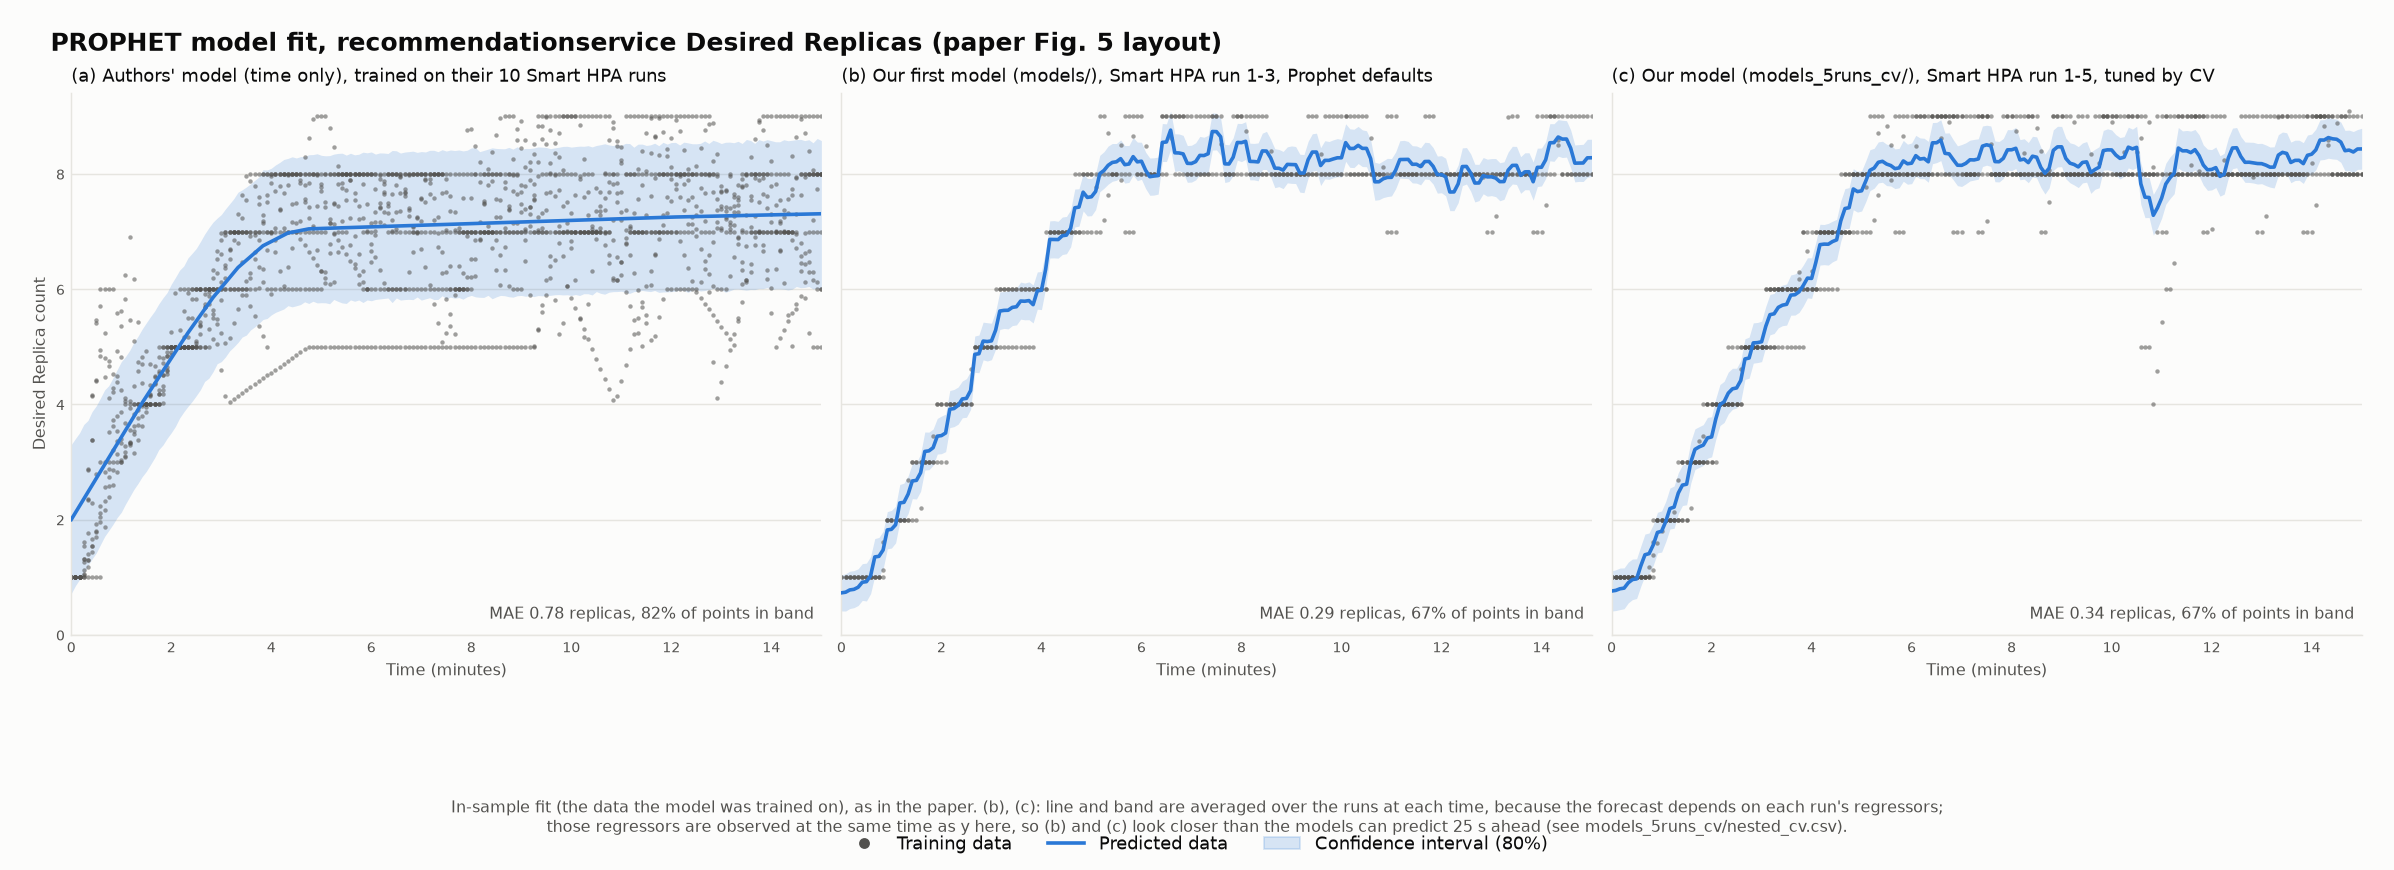 PROPHET model fit, recommendationservice Desired Replicas (paper Fig. 5 layout)
(a) Authors' model (time only), trained on their 10 Smart HPA runs
(b) Our first model (models/), Smart HPA run 1-3, Prophet defaults
(c) Our model (models_5runs_cv/), Smart HPA run 1-5, tuned by CV
Desired Replica count
8
6
4
2
0
MAE 0.78 replicas, 82% of points in band
MAE 0.29 replicas, 67% of points in band
MAE 0.34 replicas, 67% of points in band
0 2 4 6 8 10 12 14
0 2 4 6 8 10 12 14
0 2 4 6 8 10 12 14
Time (minutes)
Time (minutes)
Time (minutes)
In-sample fit (the data the model was trained on), as in the paper. (b), (c): line and band are averaged over the runs at each time, because the forecast depends on each run's regressors;
those regressors are observed at the same time as y here, so (b) and (c) look closer than the models can predict 25 s ahead (see models_5runs_cv/nested_cv.csv).
Training data
Predicted data
Confidence interval (80%)